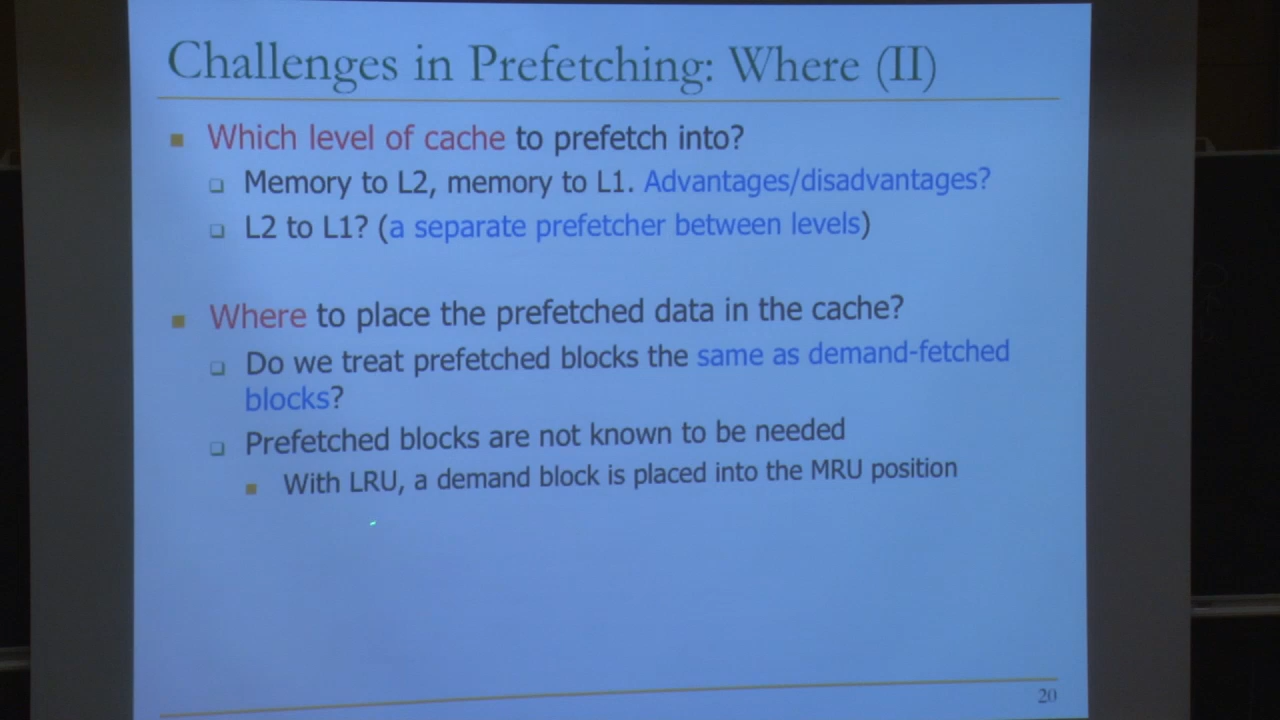 Challenges in Prefetching: Where (II)
Which level of cache to prefetch into?
Memory to L2, memory to L1. Advantages/disadvantages?
L2 to L1? (a separate prefetcher between levels)
Where to place the prefetched data in the cache?
Do we treat prefetched blocks the same as demand-fetched
blocks?
Prefetched blocks are not known to be needed
With LRU, a demand block is placed into the MRU position
20